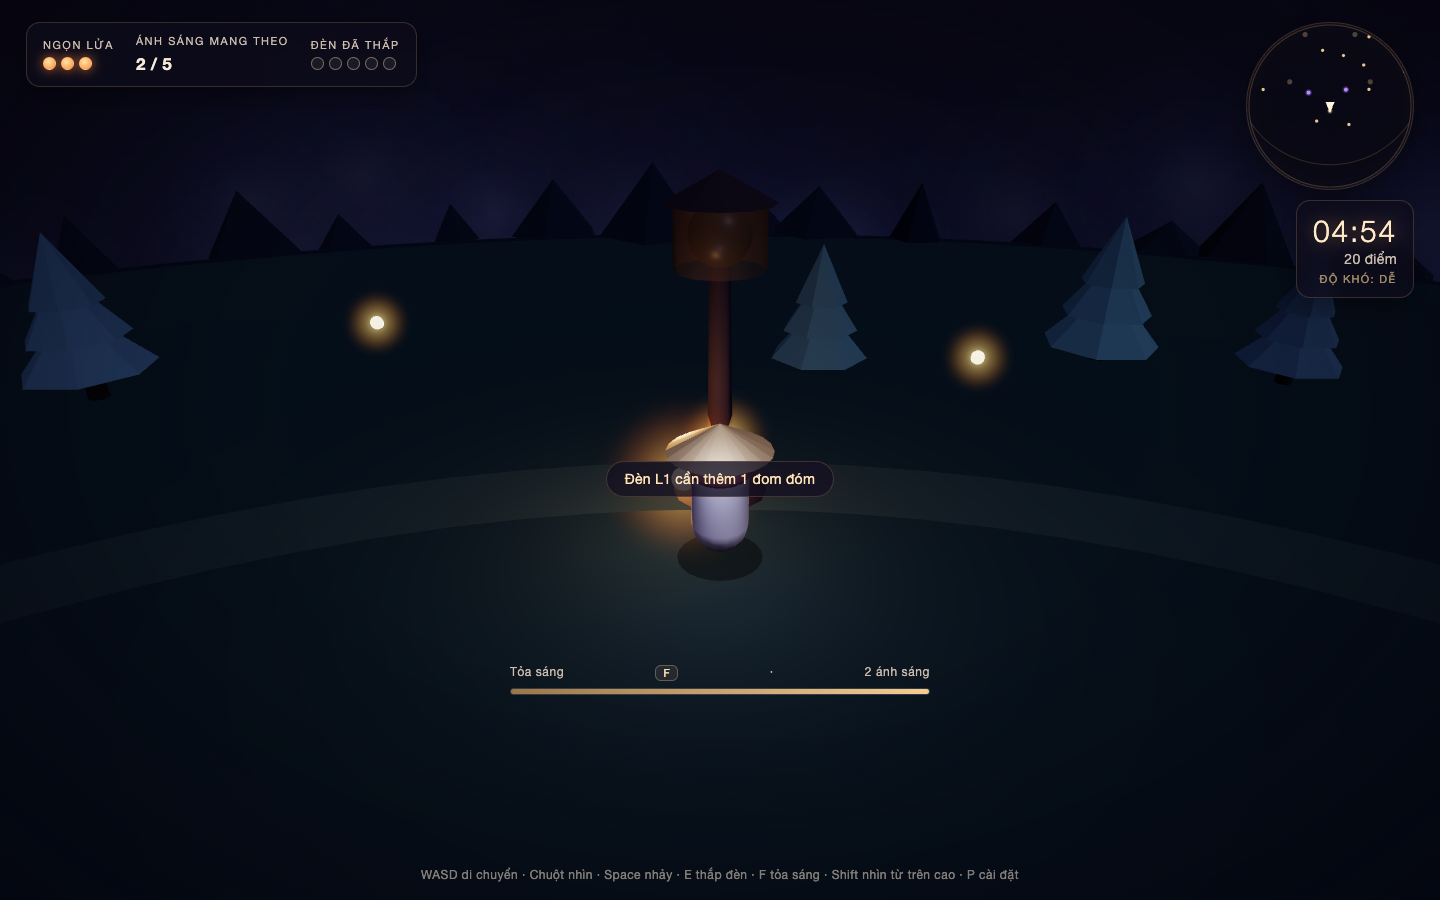 NGỌN LỬA
ÁNH SÁNG MANG THEO
2 / 5
ĐÈN ĐÃ THẮP
04:54
20 điểm
ĐỘ KHÓ: DỄ
Đèn L1 cần thêm 1 đom đóm
Tỏa sáng F · 2 ánh sáng
WASD di chuyển · Chuột nhìn · Space nhảy · E thắp đèn · F tỏa sáng · Shift nhìn từ trên cao · P cài đặt